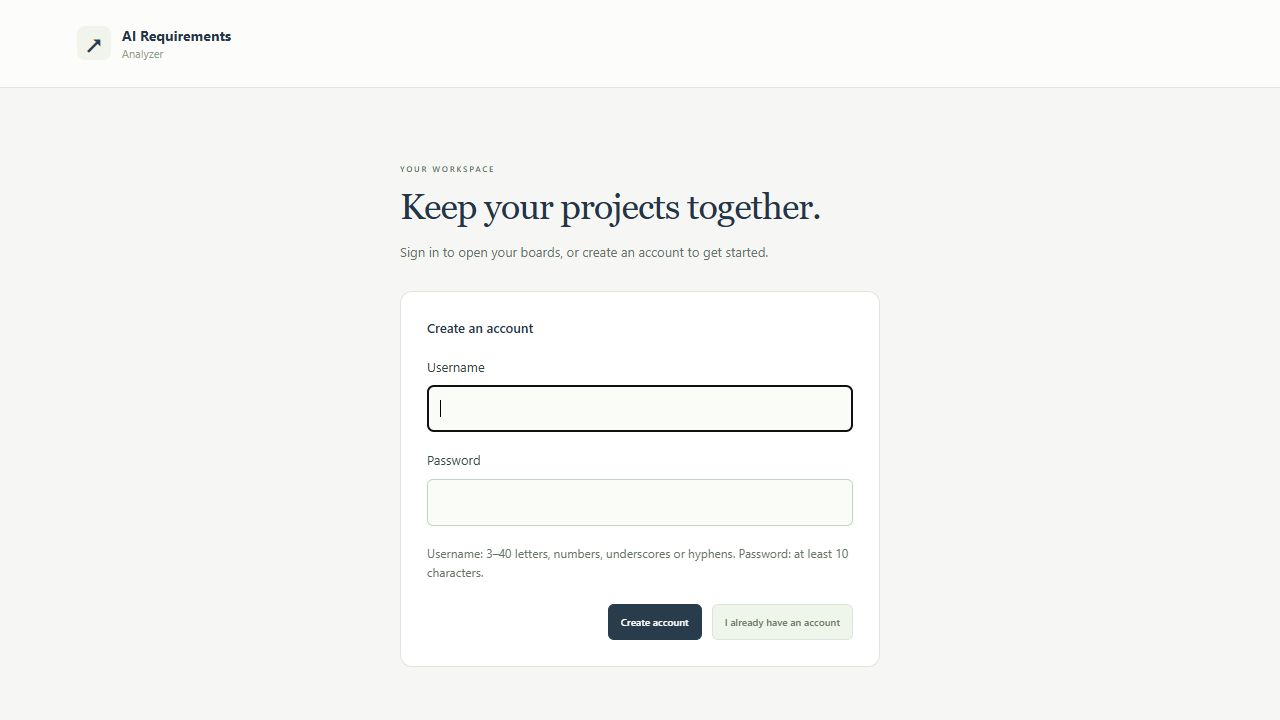 AI Requirements
Analyzer
YOUR WORKSPACE
Keep your projects together.
Sign in to open your boards, or create an account to get started.
Create an account
Username
Password
Username: 3–40 letters, numbers, underscores or hyphens. Password: at least 10
characters.
Create account
I already have an account